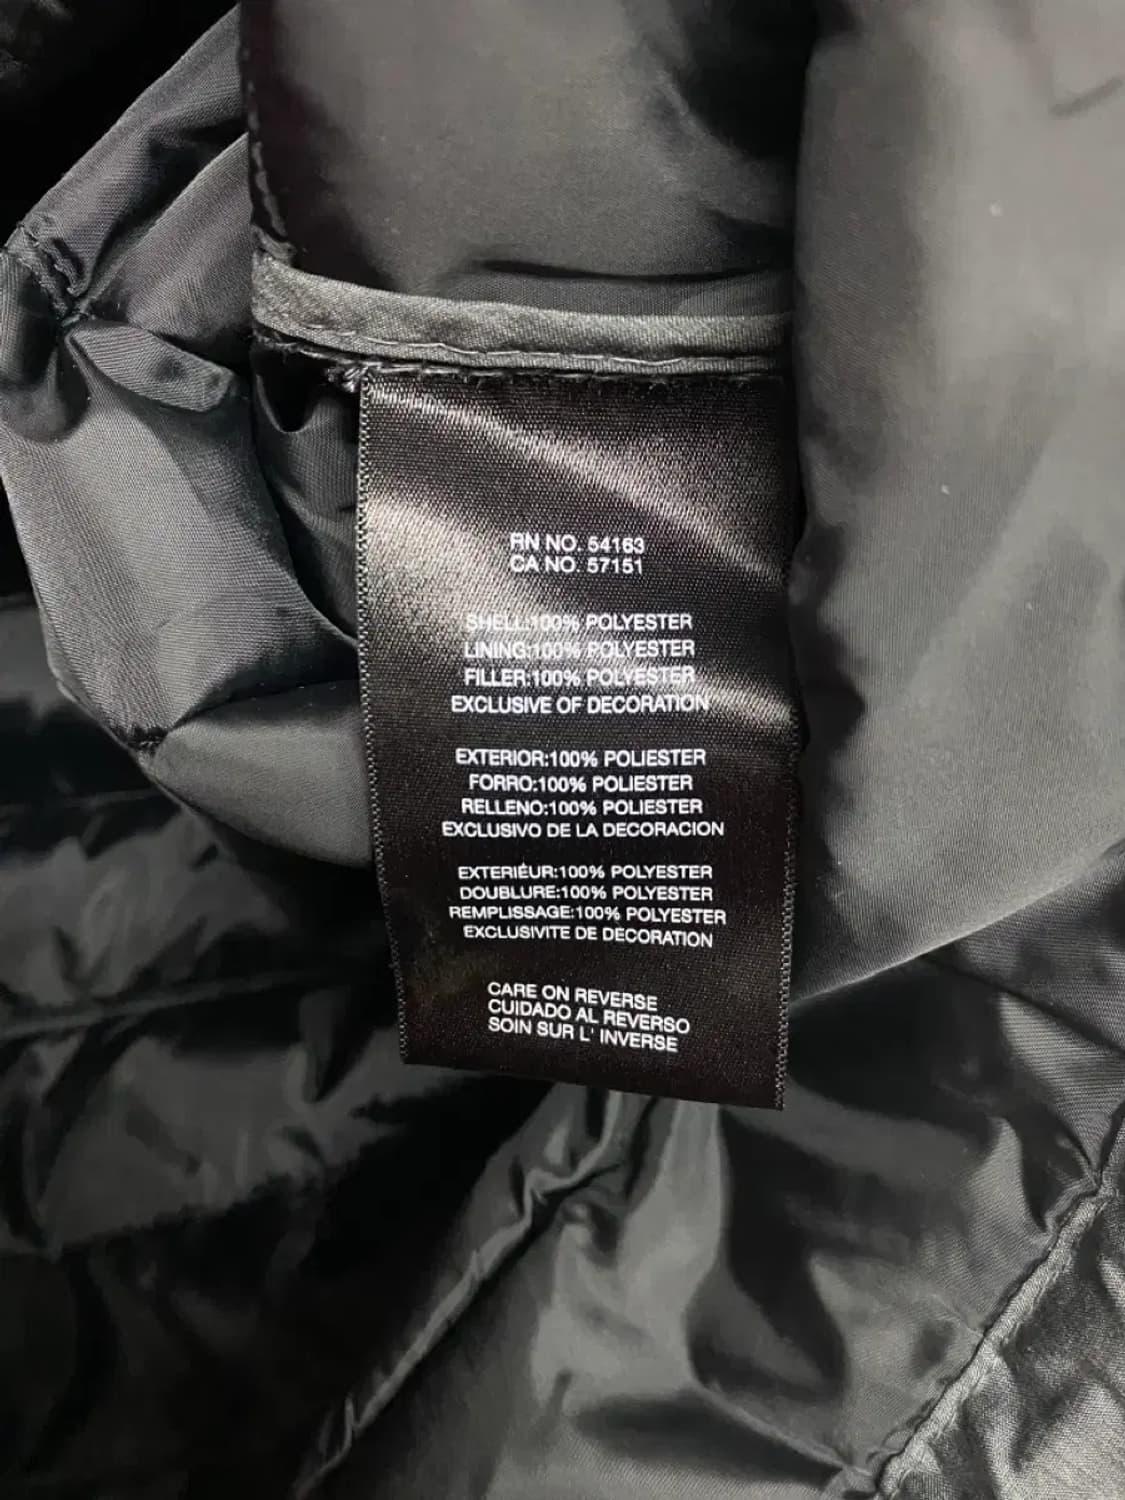 RN NO. 54163
CA NO. 57151
SHELL:100% POLYESTER
LINING:100% POLYESTER
FILLER:100% POLYESTER
EXCLUSIVE OF DECORATION
EXTERIOR:100% POLIESTER
FORRO:100% POLIESTER
RELLENO:100% POLIESTER
EXCLUSIVO DE LA DECORACION
EXTERIÉUR:100% POLYESTER
DOUBLURE:100% POLYESTER
REMPLISSAGE:100% POLYESTER
EXCLUSIVITE DE DECORATION
CARE ON REVERSE
CUIDADO AL REVERSO
SOIN SUR L' INVERSE